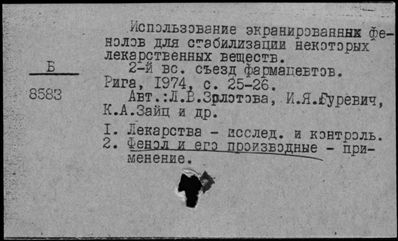 Использование экранированных фе-
нолов для стабилизации некоторых
лекарственных веществ.
2-й вс. съезд фармацевтов.
Рига, 1974, с. 25-26.
Б
8583
Авт.: Л.В.Золотова, И.Я.Гуревич,
К.А.Зайц и др.
1. Лекарства - исслед. и контроль.
2. Фенол и его производные - при-
менение.